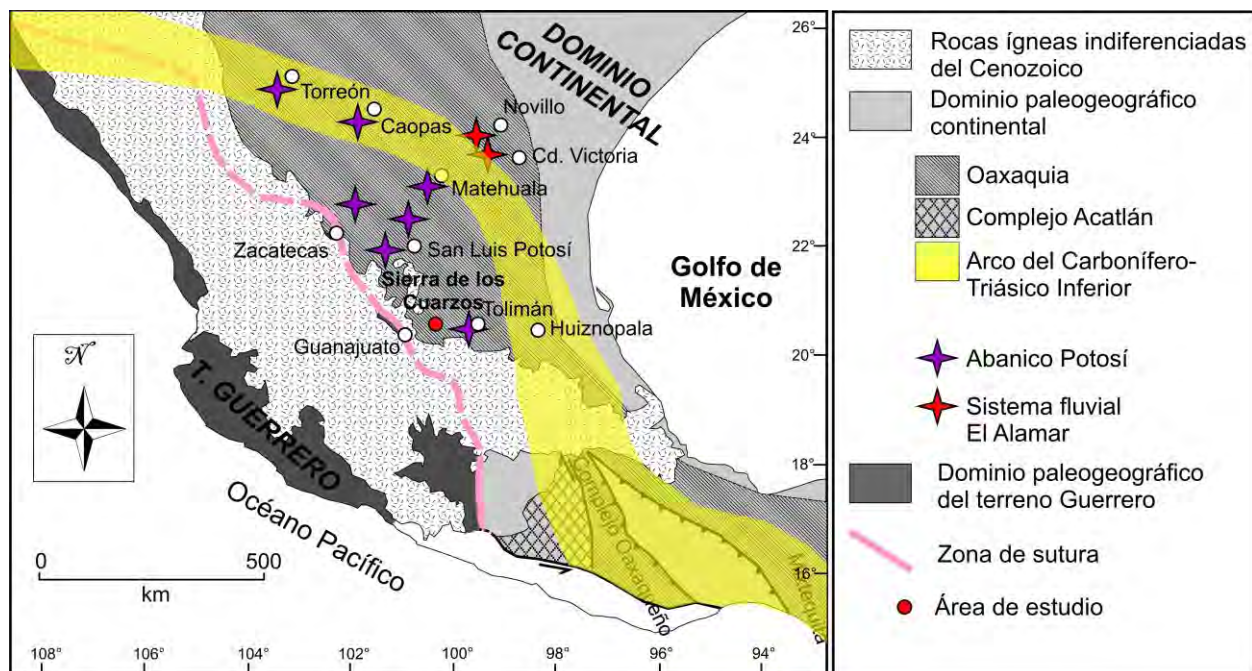 DOMINIO
CONTINENTAL
Torreón
Caopas
Novillo
Cd. Victoria
Matehuala
Zacatecas
San Luis Potosí
Sierra de los
Cuarzos
Tolimán
Huiznopala
Guanajuato
Golfo de
México
T. GUERRERO
Océano Pacífico
Complejo Oaxaqueño
N
0 500
km
26°
24°
22°
20°
18°
16°
108° 106° 104° 102° 100° 98° 96° 94°
Rocas ígneas indiferenciadas
del Cenozoico
Dominio paleogeográfico
continental
Oaxaquia
Complejo Acatlán
Arco del Carbonífero-
Triásico Inferior
Abanico Potosí
Sistema fluvial
El Alamar
Dominio paleogeográfico
del terreno Guerrero
Zona de sutura
Área de estudio